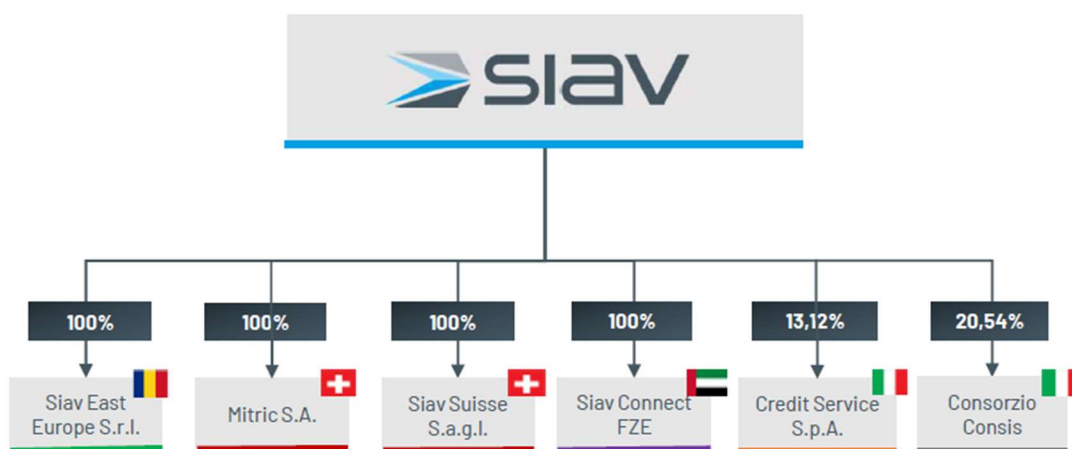 SIAV
100%
100%
100%
100%
13,12%
20,54%
Siav East
Europe S.r.l.
Mitric S.A.
Siav Suisse
S.a.g.l.
Siav Connect
FZE
Credit Service
S.p.A.
Consorzio
Consis